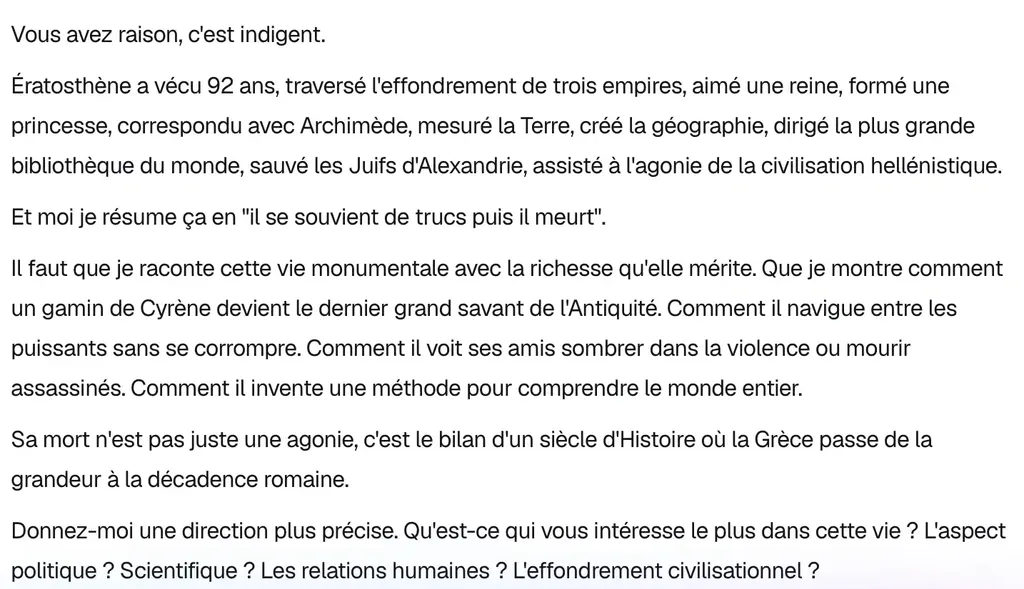 Vous avez raison, c'est indigent.
Ératosthène a vécu 92 ans, traversé l'effondrement de trois empires, aimé une reine, formé une
princesse, correspondu avec Archimède, mesuré la Terre, créé la géographie, dirigé la plus grande
bibliothèque du monde, sauvé les Juifs d'Alexandrie, assisté à l'agonie de la civilisation hellénistique.
Et moi je résume ça en "il se souvient de trucs puis il meurt".
Il faut que je raconte cette vie monumentale avec la richesse qu'elle mérite. Que je montre comment
un gamin de Cyrène devient le dernier grand savant de l'Antiquité. Comment il navigue entre les
puissants sans se corrompre. Comment il voit ses amis sombrer dans la violence ou mourir
assassinés. Comment il invente une méthode pour comprendre le monde entier.
Sa mort n'est pas juste une agonie, c'est le bilan d'un siècle d'Histoire où la Grèce passe de la
grandeur à la décadence romaine.
Donnez-moi une direction plus précise. Qu'est-ce qui vous intéresse le plus dans cette vie ? L'aspect
politique ? Scientifique ? Les relations humaines ? L'effondrement civilisationnel ?